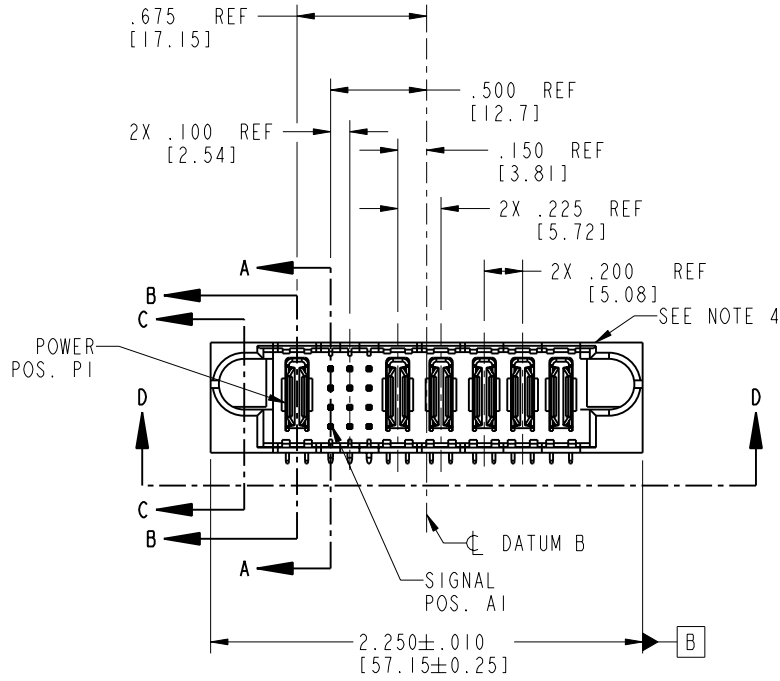 .675 REF
[17.15]
.500 REF
[12.7]
2X .100 REF
[2.54]
.150 REF
[3.81]
2X .225 REF
[5.72]
A
2X .200 REF
[5.08]
B
C
SEE NOTE 4
POWER
POS. P1
D
D
C
B
℄ DATUM B
A
SIGNAL
POS. A1
2.250±.010
[57.15±0.25]
B